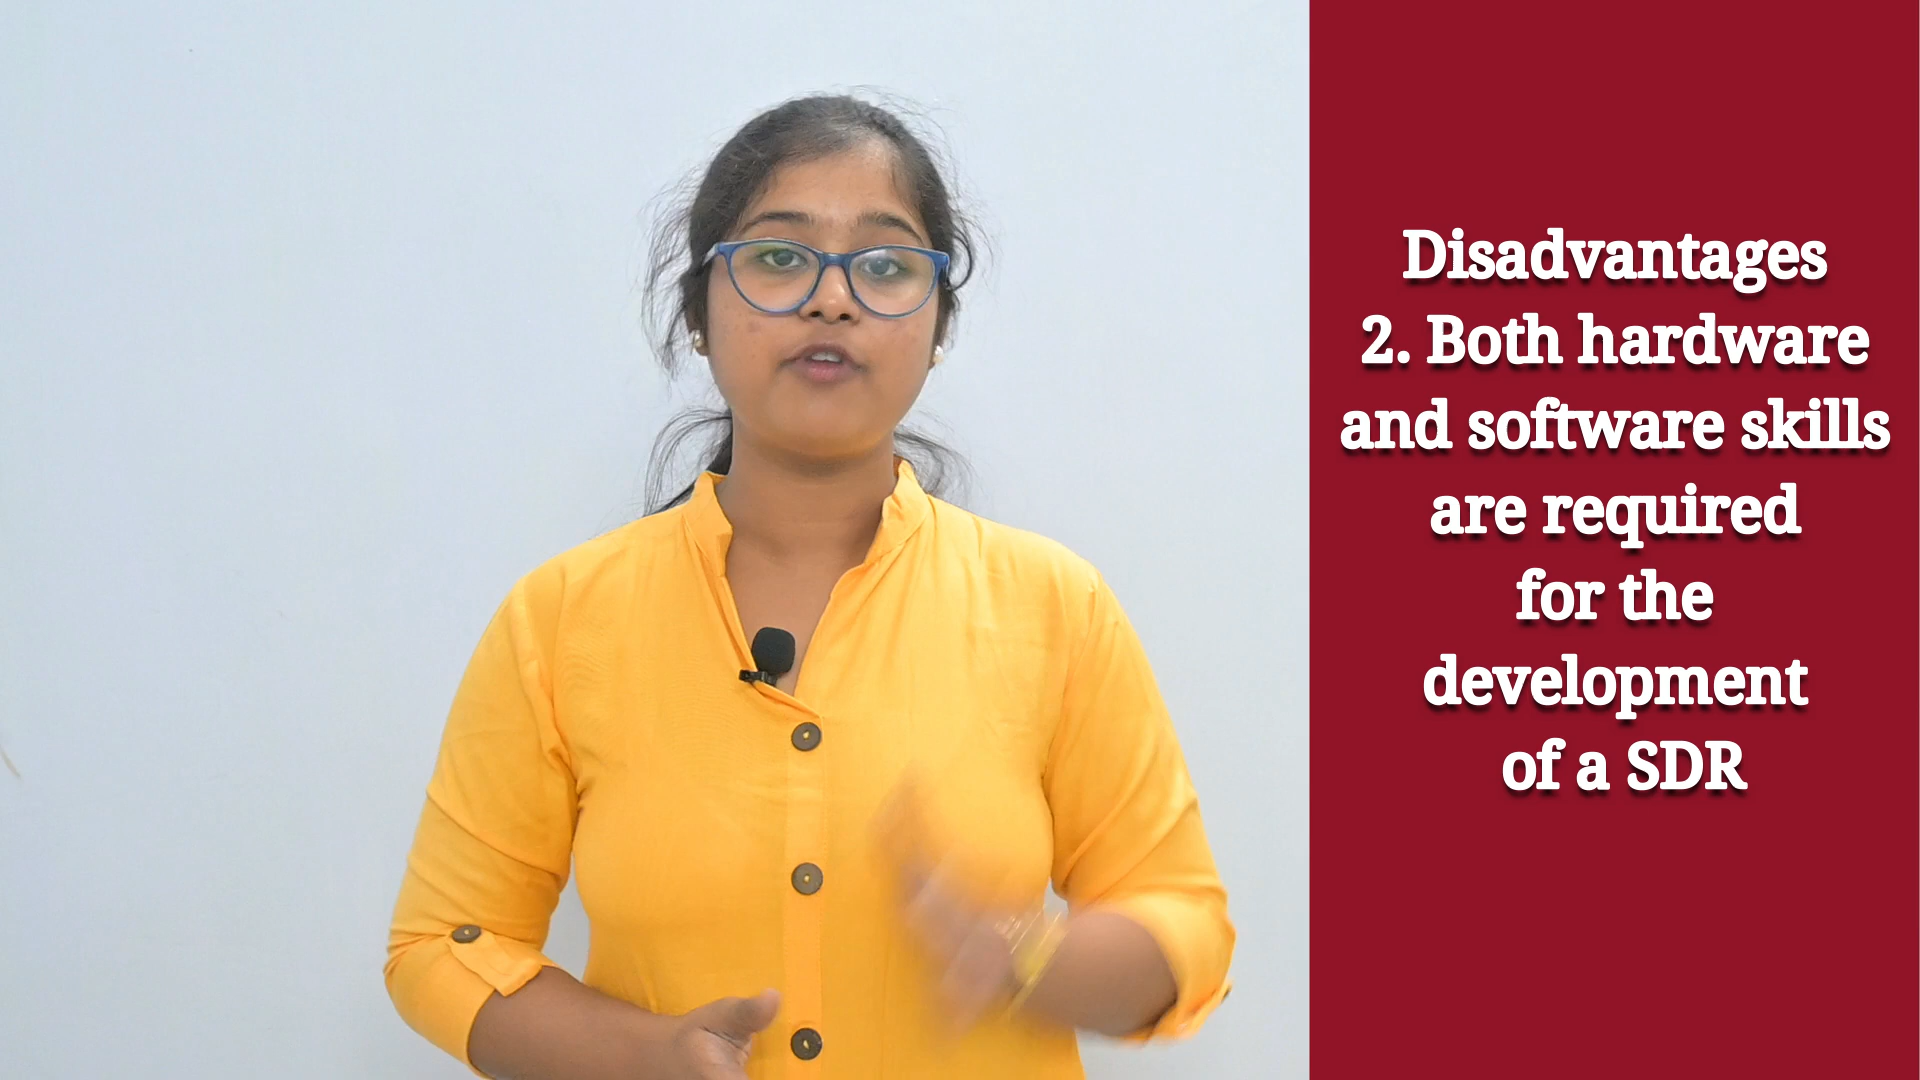 Disadvantages
2. Both hardware
and software skills
are required
for the
development
of a SDR